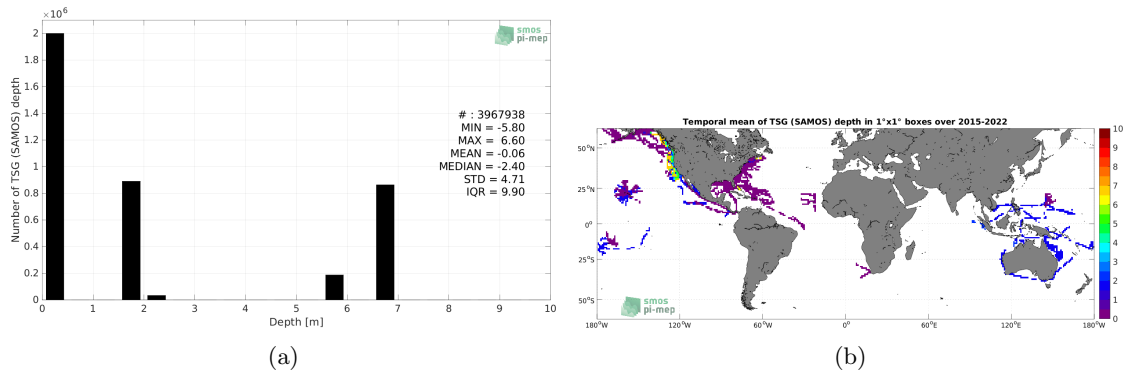 ×10⁶
2
1.8
1.6
1.4
1.2
1
0.8
0.6
0.4
0.2
0
Number of TSG (SAMOS) depth
smos
pi-mep
# : 3967938
MIN = -5.80
MAX = 6.60
MEAN = -0.06
MEDIAN = -2.40
STD = 4.71
IQR = 9.90
0 1 2 3 4 5 6 7 8 9 10
Depth [m]
(a)
Temporal mean of TSG (SAMOS) depth in 1°x1° boxes over 2015-2022
50°N
25°N
0°
25°S
50°S
smos
pi-mep
180°W 120°W 60°W 0° 60°W 120°W 180°W
10
9
8
7
6
5
4
3
2
1
0
(b)